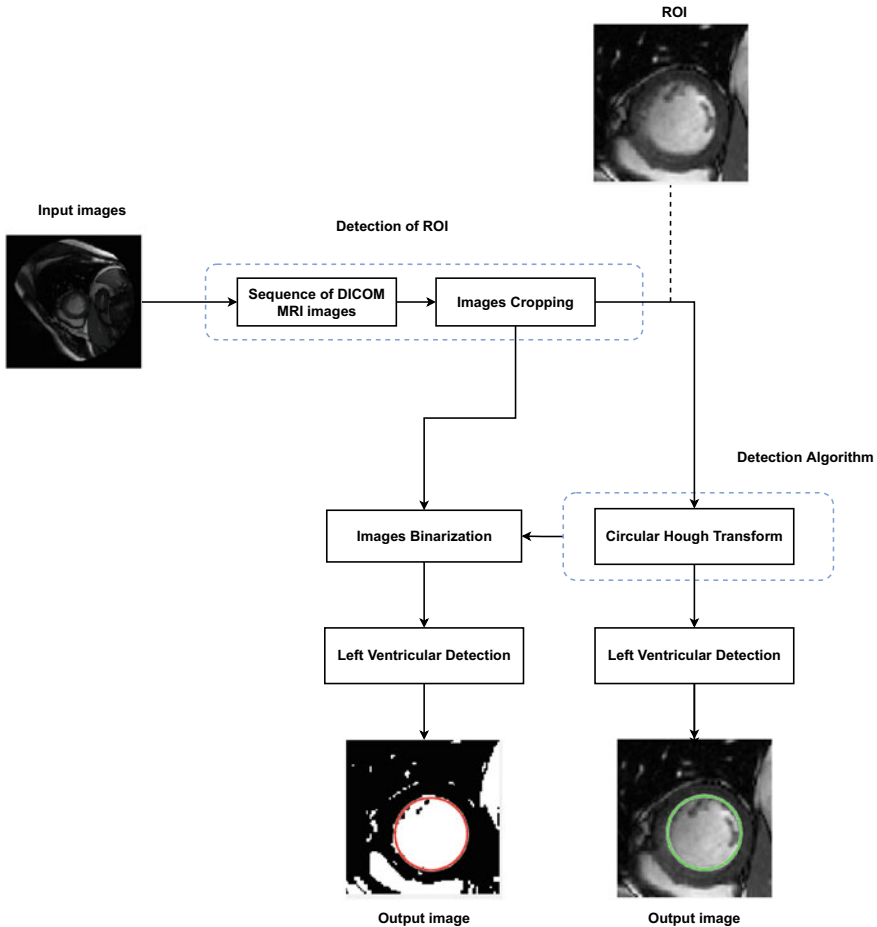 ROI
Input images
Detection of ROI
Sequence of DICOM
MRI images
Images Cropping
Detection Algorithm
Images Binarization
Circular Hough Transform
Left Ventricular Detection
Left Ventricular Detection
Output image
Output image